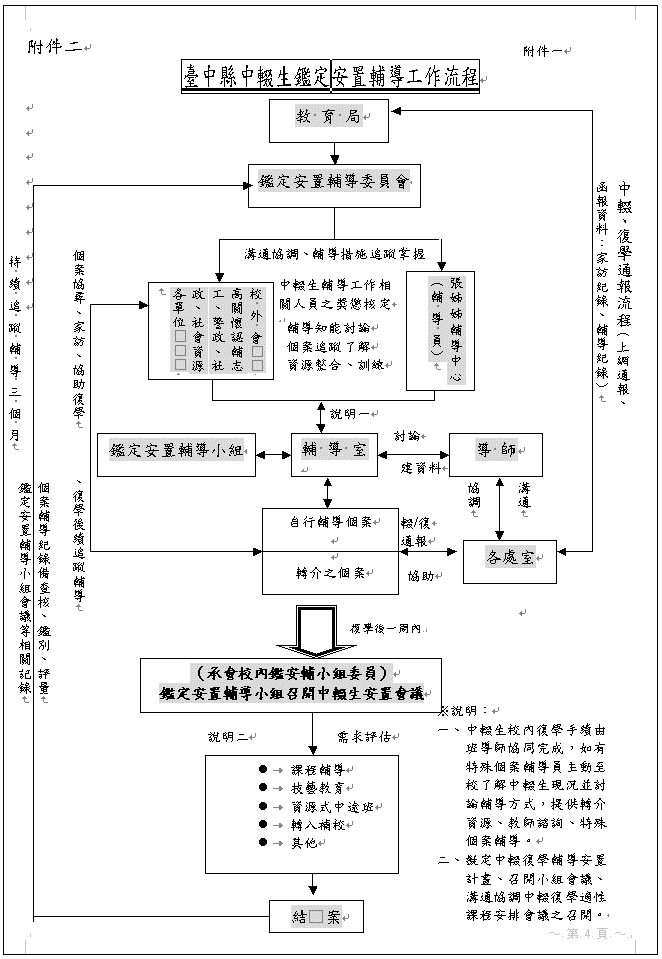 附件二
附件一
臺中縣中輟生鑑定安置輔導工作流程
教育局
鑑定安置輔導委員會
溝通協調、輔導措施追蹤掌握
校外會
高關懷認輔志
工、警政、社
政、社會資源
各單位
中輟生輔導工作相
關人員之獎懲核定
輔導知能討論
個案追蹤了解
資源整合、訓練
張姊姊輔導中心
(輔導員)
中輟、復學通報流程(上網通報、
函報資料:家訪紀錄、輔導紀錄)
個案協尋、家訪、協助復學
、復學後續追蹤輔導
持續追蹤輔導三個月
個案輔導紀錄備查核、鑑別、評量
鑑定安置輔導小組會議等相關記錄
說明一
鑑定安置輔導小組
輔導室
討論
建資料
導師
協調
溝通
自行輔導個案
轉介之個案
輟/復
通報
協助
各處室
復學後一周內
(承會校內鑑安輔小組委員)
鑑定安置輔導小組召開中輟生安置會議
說明二
需求評估
● → 課程輔導
● → 技藝教育
● → 資源式中途班
● → 轉入補校
● → 其他
結 案
※說明:
一、中輟生校內復學手續由
班導師協同完成,如有
特殊個案輔導員主動至
校了解中輟生現況並討
論輔導方式,提供轉介
資源、教師諮詢、特殊
個案輔導。
二、擬定中輟復學輔導安置
計畫、召開小組會議、
溝通協調中輟復學適性
課程安排會議之召開。
~第4頁~